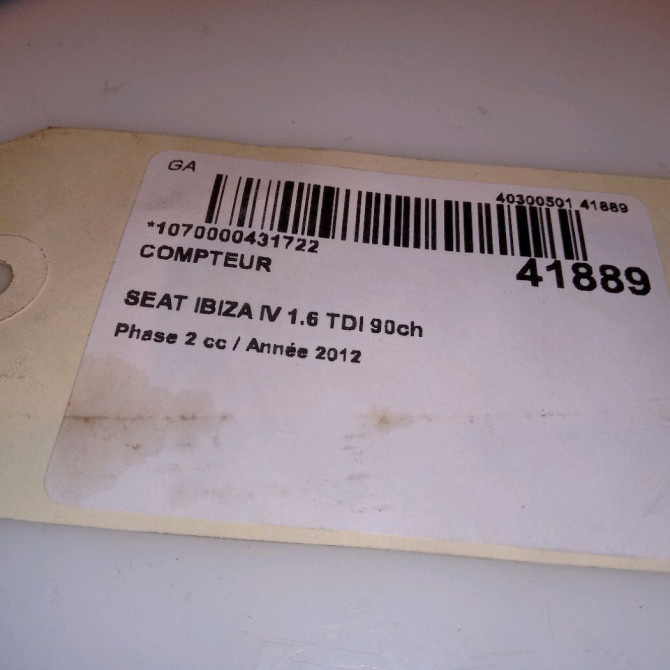 GA
40300501 41889
*1070000431722
41889
COMPTEUR
SEAT IBIZA IV 1.6 TDI 90ch
Phase 2 cc / Année 2012